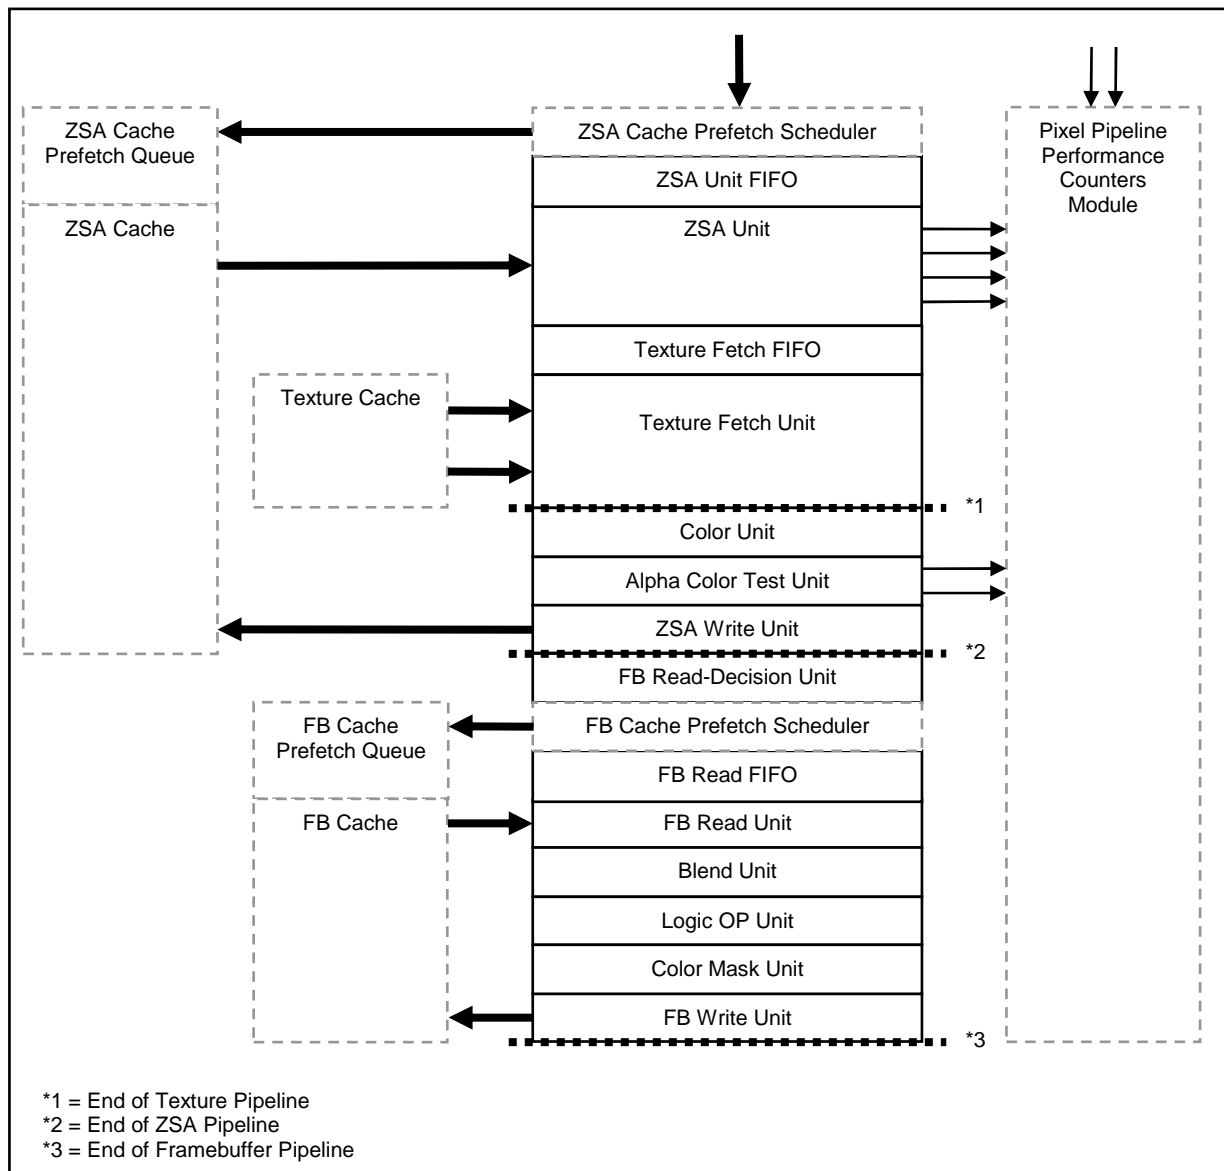 ZSA Cache
Prefetch Queue
ZSA Cache
Texture Cache
FB Cache
Prefetch Queue
FB Cache
ZSA Cache Prefetch Scheduler
ZSA Unit FIFO
ZSA Unit
Texture Fetch FIFO
Texture Fetch Unit
*1
Color Unit
Alpha Color Test Unit
ZSA Write Unit
*2
FB Read-Decision Unit
FB Cache Prefetch Scheduler
FB Read FIFO
FB Read Unit
Blend Unit
Logic OP Unit
Color Mask Unit
FB Write Unit
*3
Pixel Pipeline
Performance
Counters
Module
*1 = End of Texture Pipeline
*2 = End of ZSA Pipeline
*3 = End of Framebuffer Pipeline